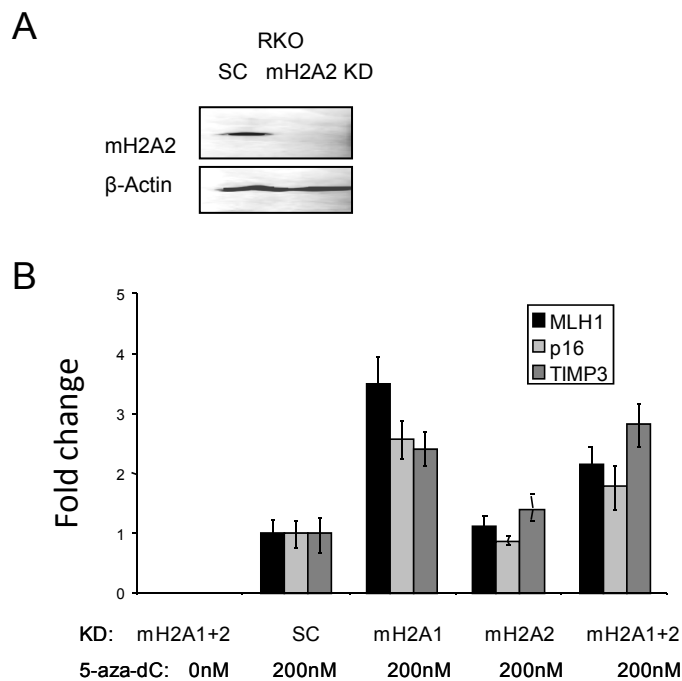 A
RKO
SC mH2A2 KD
mH2A2
β-Actin
B
5
4
3
2
1
0
Fold change
MLH1
p16
TIMP3
KD: mH2A1+2 SC mH2A1 mH2A2 mH2A1+2
5-aza-dC: 0nM 200nM 200nM 200nM 200nM